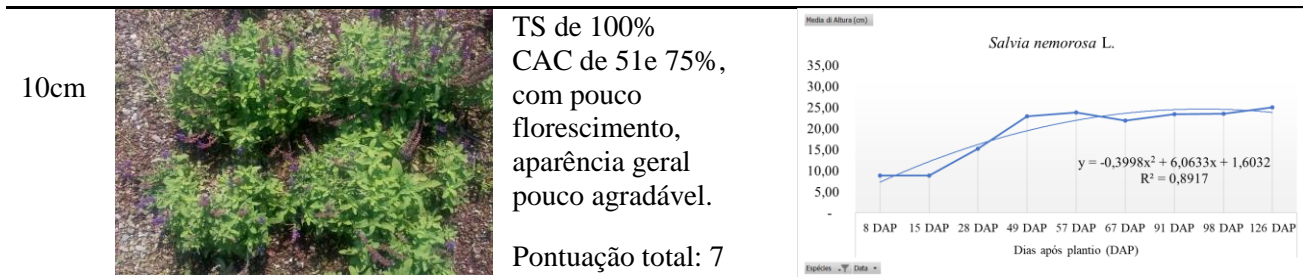 10cm
TS de 100%
CAC de 51e 75%,
com pouco
florescimento,
aparência geral
pouco agradável.
Pontuação total: 7
Media di Altura (cm)
Salvia nemorosa L.
35,00
30,00
25,00
20,00
15,00
10,00
5,00
-
y = -0,3998x² + 6,0633x + 1,6032
R² = 0,8917
8 DAP 15 DAP 28 DAP 49 DAP 57 DAP 67 DAP 91 DAP 98 DAP 126 DAP
Dias após plantio (DAP)
Espécies Data